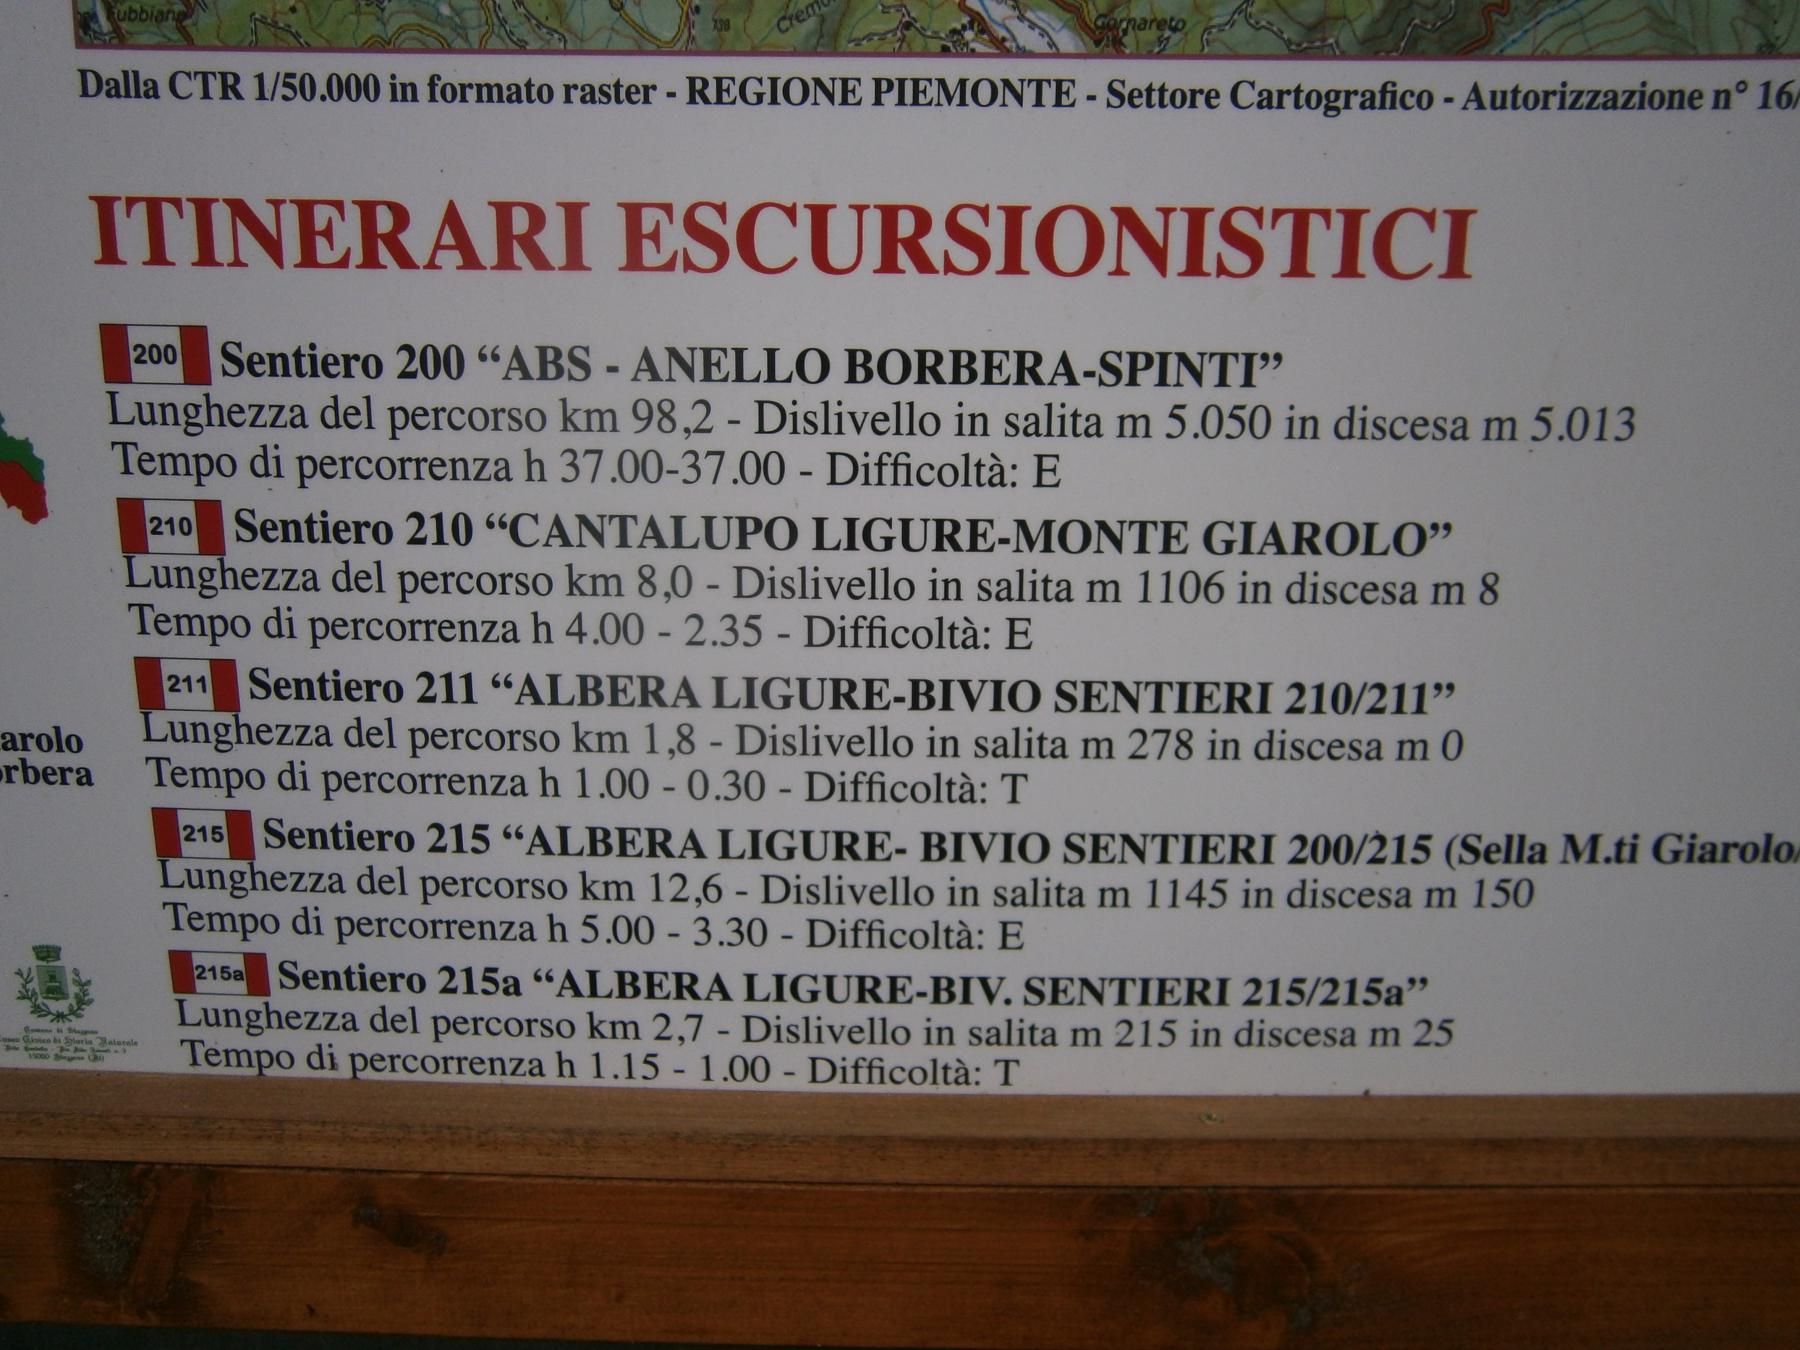 Cornareto
Dalla CTR 1/50.000 in formato raster - REGIONE PIEMONTE - Settore Cartografico - Autorizzazione n° 16/
ITINERARI ESCURSIONISTICI
200 Sentiero 200 “ABS - ANELLO BORBERA-SPINTI”
Lunghezza del percorso km 98,2 - Dislivello in salita m 5.050 in discesa m 5.013
Tempo di percorrenza h 37.00-37.00 - Difficoltà: E
210 Sentiero 210 “CANTALUPO LIGURE-MONTE GIAROLO”
Lunghezza del percorso km 8,0 - Dislivello in salita m 1106 in discesa m 8
Tempo di percorrenza h 4.00 - 2.35 - Difficoltà: E
211 Sentiero 211 “ALBERA LIGURE-BIVIO SENTIERI 210/211”
Lunghezza del percorso km 1,8 - Dislivello in salita m 278 in discesa m 0
Tempo di percorrenza h 1.00 - 0.30 - Difficoltà: T
215 Sentiero 215 “ALBERA LIGURE- BIVIO SENTIERI 200/215 (Sella M.ti Giarolo/
Lunghezza del percorso km 12,6 - Dislivello in salita m 1145 in discesa m 150
Tempo di percorrenza h 5.00 - 3.30 - Difficoltà: E
215a Sentiero 215a “ALBERA LIGURE-BIV. SENTIERI 215/215a”
Lunghezza del percorso km 2,7 - Dislivello in salita m 215 in discesa m 25
Tempo di percorrenza h 1.15 - 1.00 - Difficoltà: T
arolo
orbera